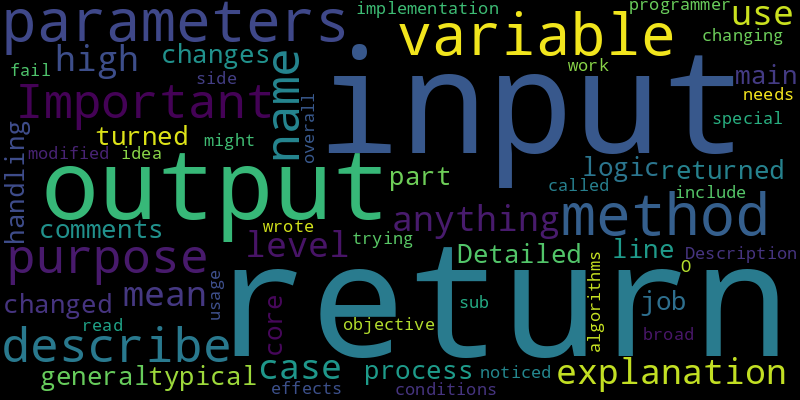 parameters
implementation
programmer
use
variable
changing
high
changes
fail
side
name
input
work
main
needs
Important
special
turned
might
overall
handling
modified
idea
output
part
logic
returned
called
include
comments
wrote
anything
method
purpose
level
trying
Detailed
line
Description
O
return
changed
mean
usage
core
sub
algorithms
job
read
objective
broad
describe
case
process
noticed
explanation
general
typical
effects
conditions